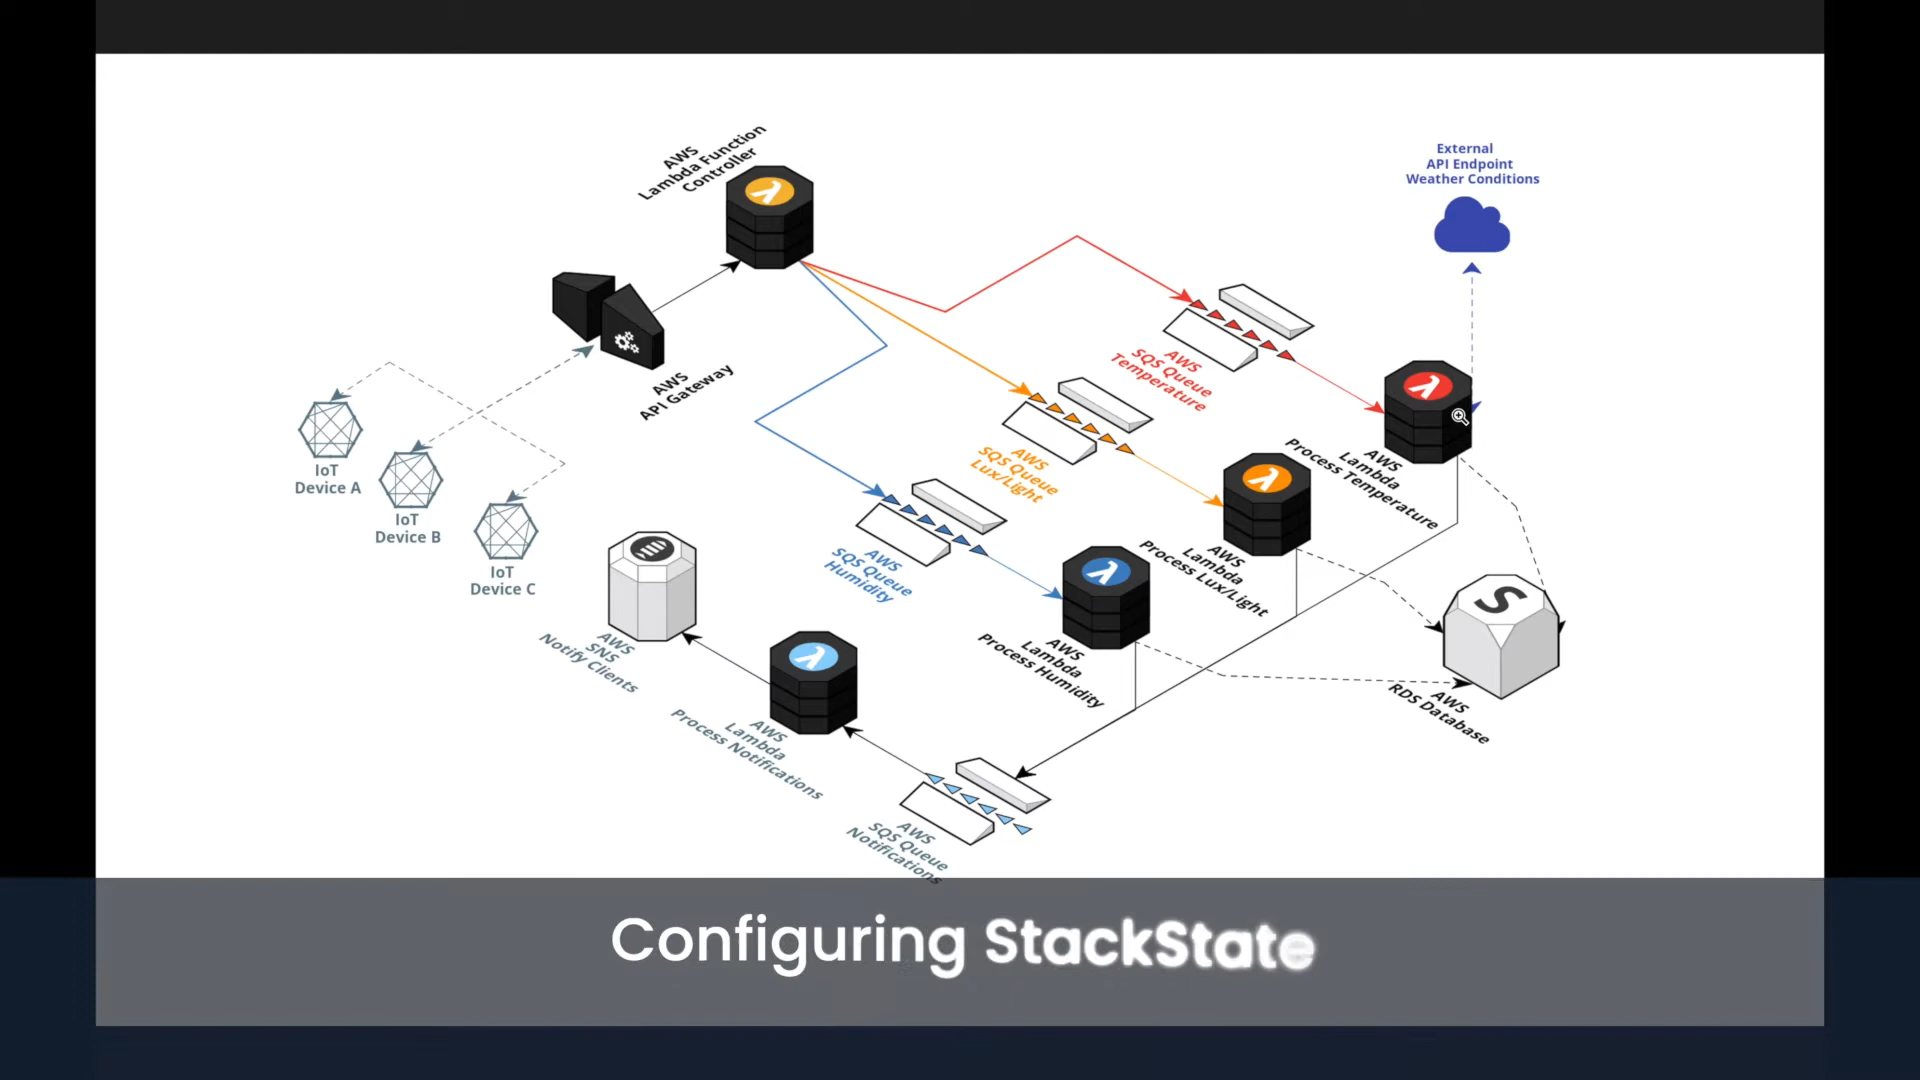 AWS
Lambda Function
Controller
External
API Endpoint
Weather Conditions
AWS
API Gateway
AWS
SQS Queue
Temperature
IoT
Device A
IoT
Device B
IoT
Device C
AWS
SQS Queue
Lux/Light
AWS
Lambda
Process Temperature
AWS
SQS Queue
Humidity
AWS
Lambda
Process Lux/Light
AWS
SNS
Notify Clients
AWS
Lambda
Process Humidity
S
AWS
RDS Database
AWS
Lambda
Process Notifications
AWS
SQS Queue
Notifications
Configuring StackState